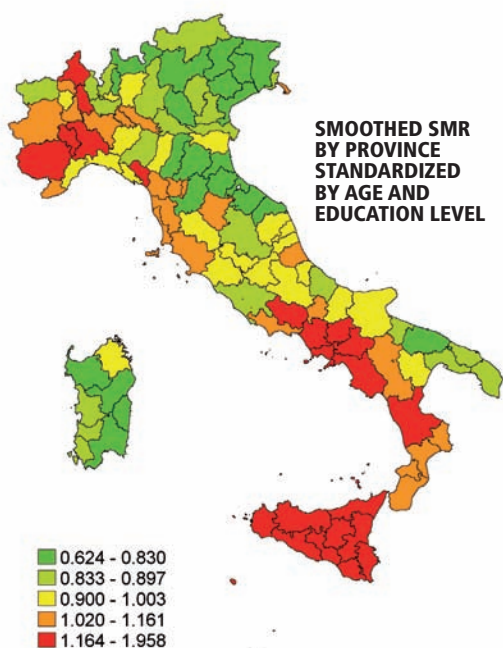 SMOOTHED SMR
BY PROVINCE
STANDARDIZED
BY AGE AND
EDUCATION LEVEL
0.624 - 0.830
0.833 - 0.897
0.900 - 1.003
1.020 - 1.161
1.164 - 1.958